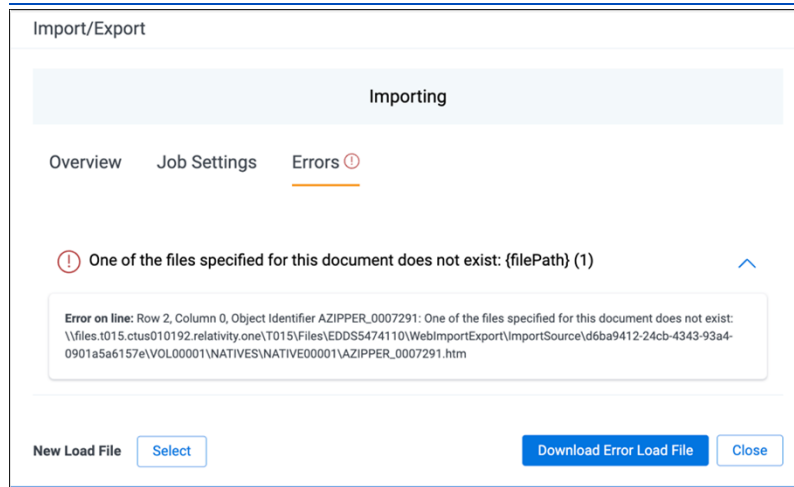 Import/Export
Importing
Overview Job Settings Errors
One of the files specified for this document does not exist: {filePath} (1)
Error on line: Row 2, Column 0, Object Identifier AZIPPER_0007291: One of the files specified for this document does not exist:
\\files.t015.ctus010192.relativity.one\T015\Files\EDDS5474110\WebImportExport\ImportSource\d6ba9412-24cb-4343-93a4-
0901a5a6157e\VOL00001\NATIVES\NATIVE00001\AZIPPER_0007291.htm
New Load File Select Download Error Load File Close